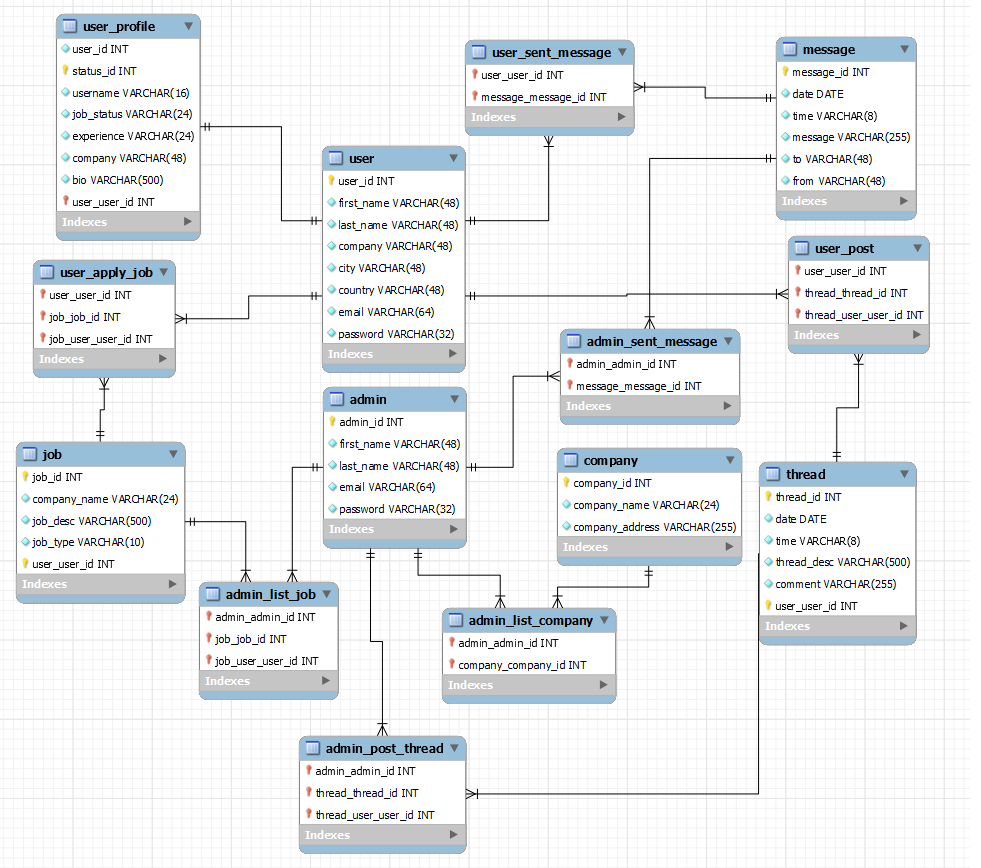 user_profile
user_id INT
status_id INT
username VARCHAR(16)
job_status VARCHAR(24)
experience VARCHAR(24)
company VARCHAR(48)
bio VARCHAR(500)
user_user_id INT
Indexes
user_sent_message
user_user_id INT
message_message_id INT
Indexes
message
message_id INT
date DATE
time VARCHAR(8)
message VARCHAR(255)
to VARCHAR(48)
from VARCHAR(48)
Indexes
user
user_id INT
first_name VARCHAR(48)
last_name VARCHAR(48)
company VARCHAR(48)
city VARCHAR(48)
country VARCHAR(48)
email VARCHAR(64)
password VARCHAR(32)
Indexes
user_post
user_user_id INT
thread_thread_id INT
thread_user_user_id INT
Indexes
user_apply_job
user_user_id INT
job_job_id INT
job_user_user_id INT
Indexes
admin_sent_message
admin_admin_id INT
message_message_id INT
Indexes
admin
admin_id INT
first_name VARCHAR(48)
last_name VARCHAR(48)
email VARCHAR(64)
password VARCHAR(32)
Indexes
job
job_id INT
company_name VARCHAR(24)
job_desc VARCHAR(500)
job_type VARCHAR(10)
user_user_id INT
Indexes
company
company_id INT
company_name VARCHAR(24)
company_address VARCHAR(255)
Indexes
thread
thread_id INT
date DATE
time VARCHAR(8)
thread_desc VARCHAR(500)
comment VARCHAR(255)
user_user_id INT
Indexes
admin_list_job
admin_admin_id INT
job_job_id INT
job_user_user_id INT
Indexes
admin_list_company
admin_admin_id INT
company_company_id INT
Indexes
admin_post_thread
admin_admin_id INT
thread_thread_id INT
thread_user_user_id INT
Indexes